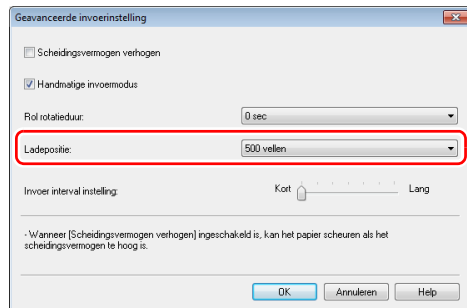 Geavanceerde invoerinstelling
Scheidingsvermogen verhogen
Handmatige invoermodus
Rol rotatieduur: 0 sec
Ladepositie: 500 vellen
Invoer interval instelling: Kort Lang
- Wanneer [Scheidingsvermogen verhogen] ingeschakeld is, kan het papier scheuren als het
scheidingsvermogen te hoog is.
OK Annuleren Help